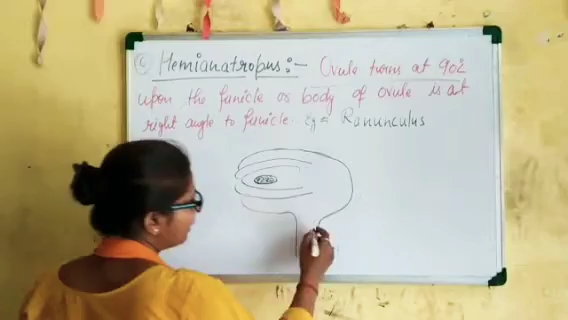 C Hemianatropus :- Ovule turns at 90°
upon the funicle or body of ovule is at
right angle to funicle. Eg = Ranunculus